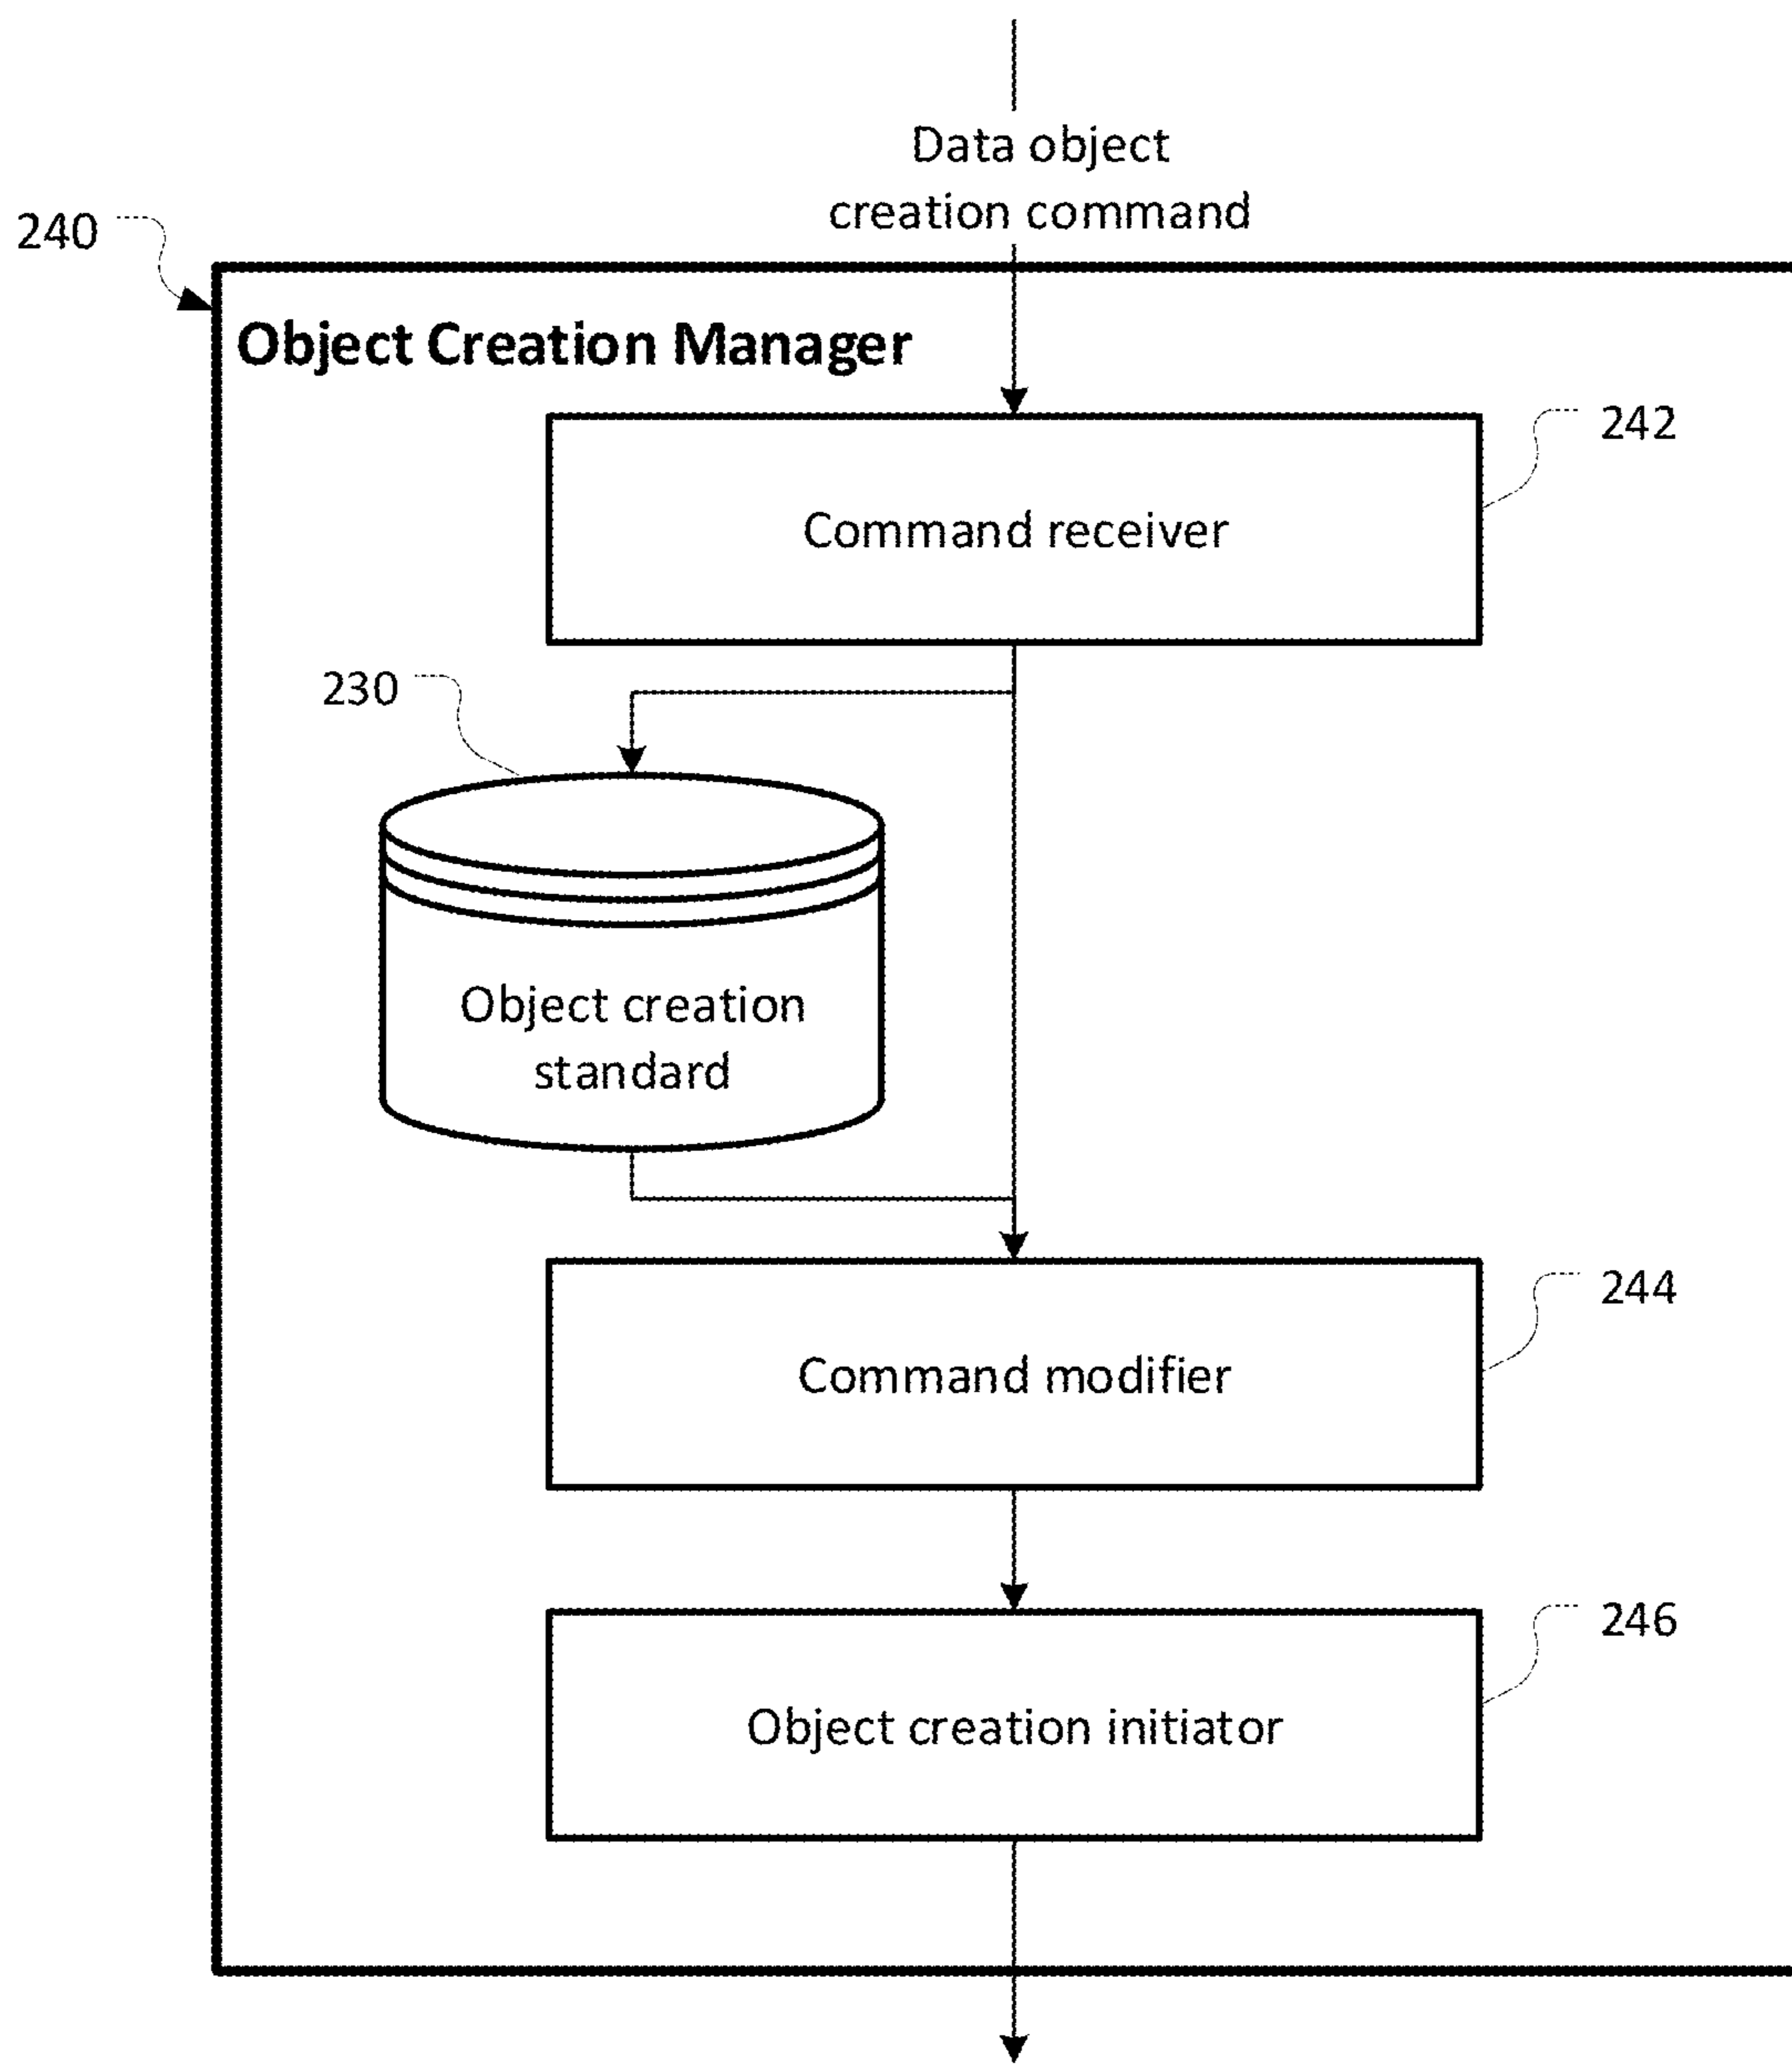 Data object
creation command
240
Object Creation Manager
242
Command receiver
230
Object creation
standard
244
Command modifier
246
Object creation initiator